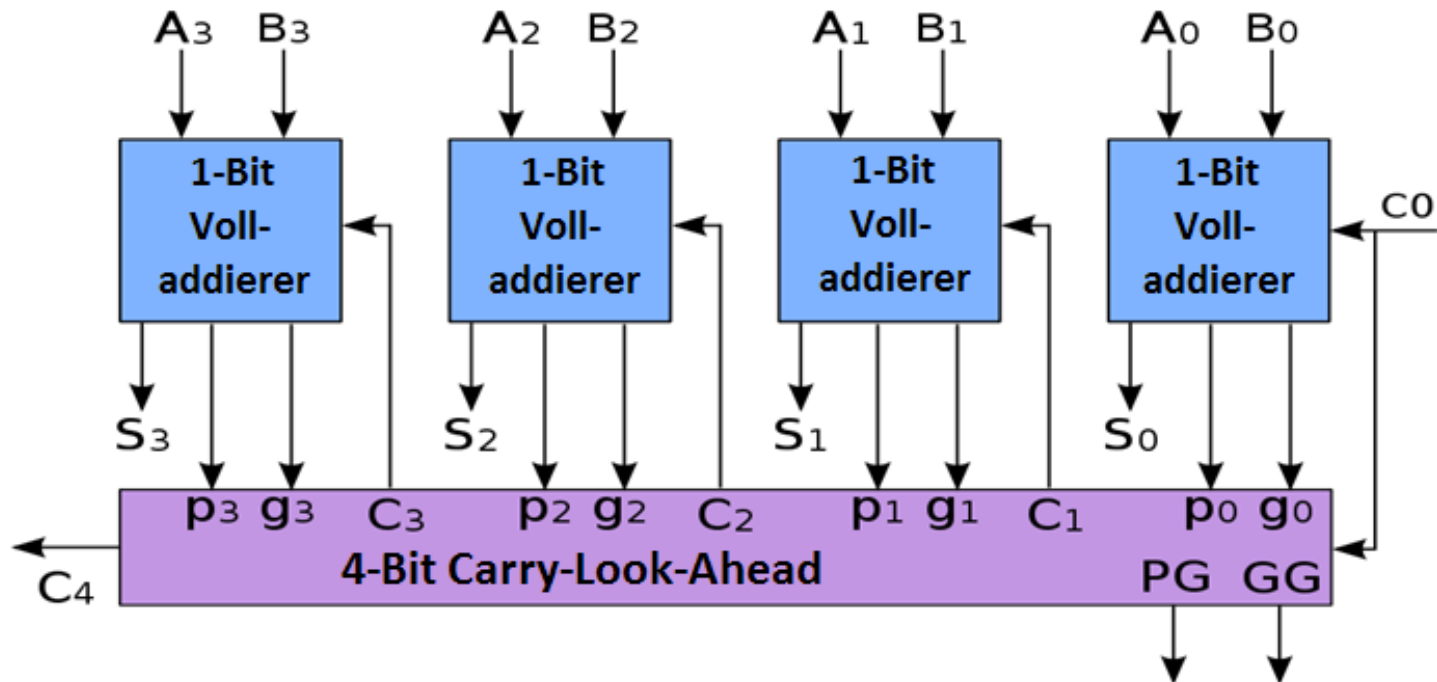 A₃ B₃ A₂ B₂ A₁ B₁ A₀ B₀
1-Bit
Voll-
addierer
1-Bit
Voll-
addierer
1-Bit
Voll-
addierer
1-Bit
Voll-
addierer
C0
S₃ S₂ S₁ S₀
p₃ g₃ C₃ p₂ g₂ C₂ p₁ g₁ C₁ p₀ g₀
4-Bit Carry-Look-Ahead
PG GG
C₄